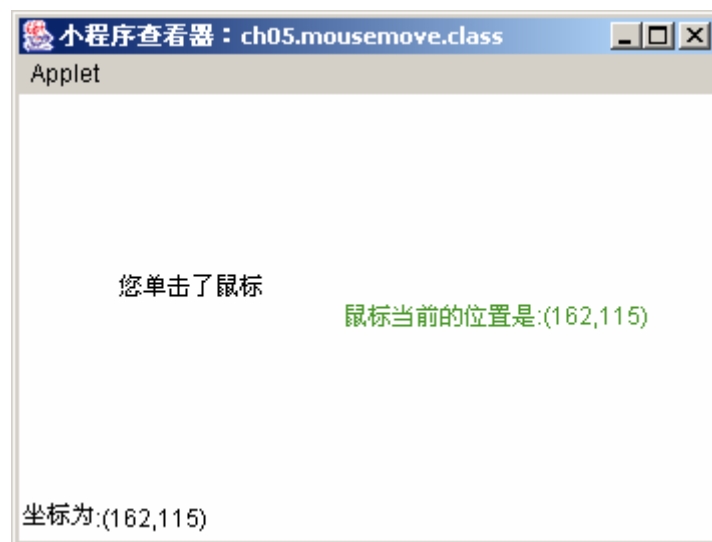 小程序查看器：ch05.mousemove.class
Applet
您单击了鼠标
鼠标当前的位置是:(162,115)
坐标为:(162,115)